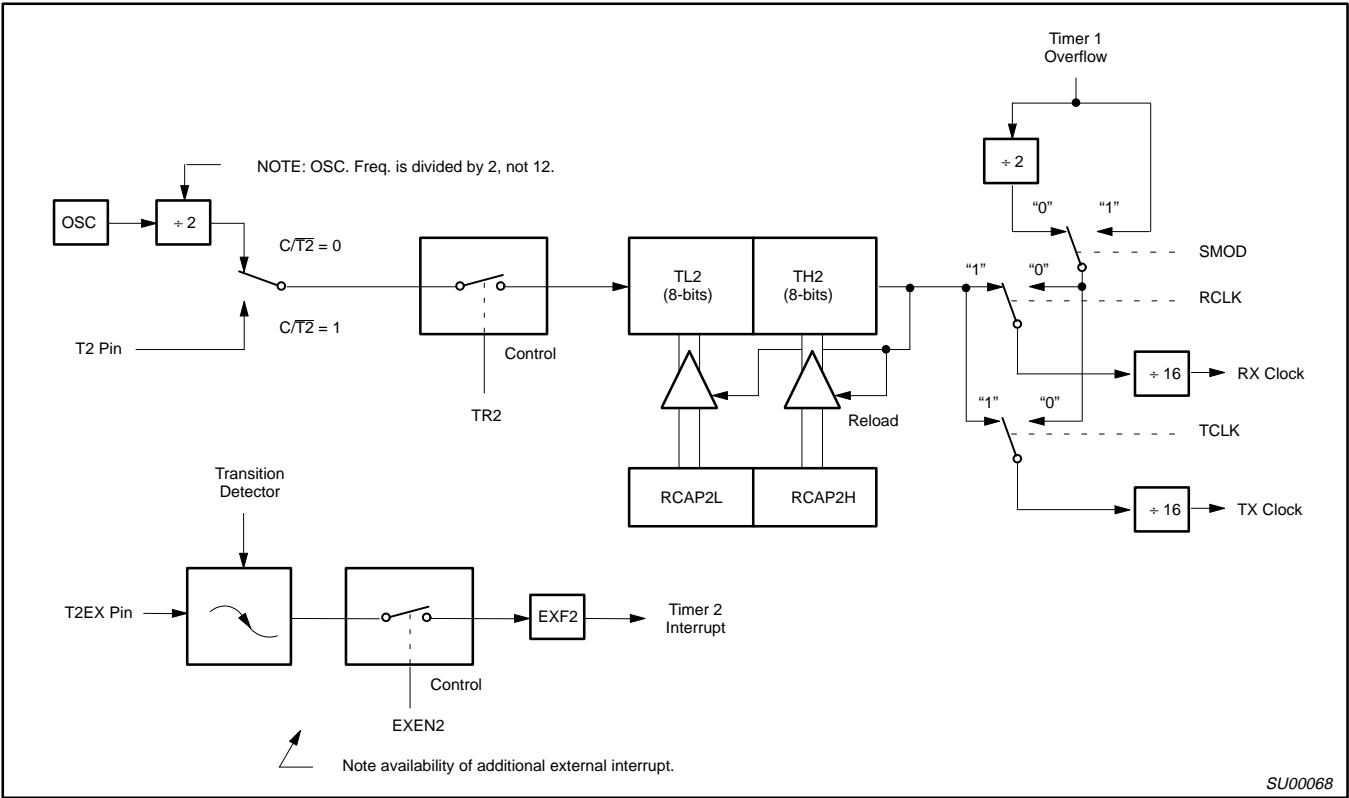 Timer 1
Overflow
NOTE: OSC. Freq. is divided by 2, not 12.
÷ 2
OSC
÷ 2
“0”
“1”
C/T2 = 0
SMOD
TL2
(8-bits)
TH2
(8-bits)
“1”
“0”
RCLK
C/T2 = 1
T2 Pin
Control
÷ 16
RX Clock
TR2
Reload
“1”
“0”
TCLK
Transition
Detector
RCAP2L
RCAP2H
÷ 16
TX Clock
T2EX Pin
EXF2
Timer 2
Interrupt
Control
EXEN2
Note availability of additional external interrupt.
SU00068